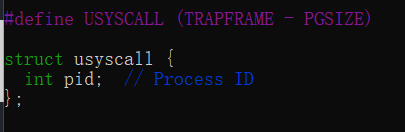 #define USYSCALL (TRAPFRAME - PGSIZE)
struct usyscall {
  int pid;  // Process ID
};